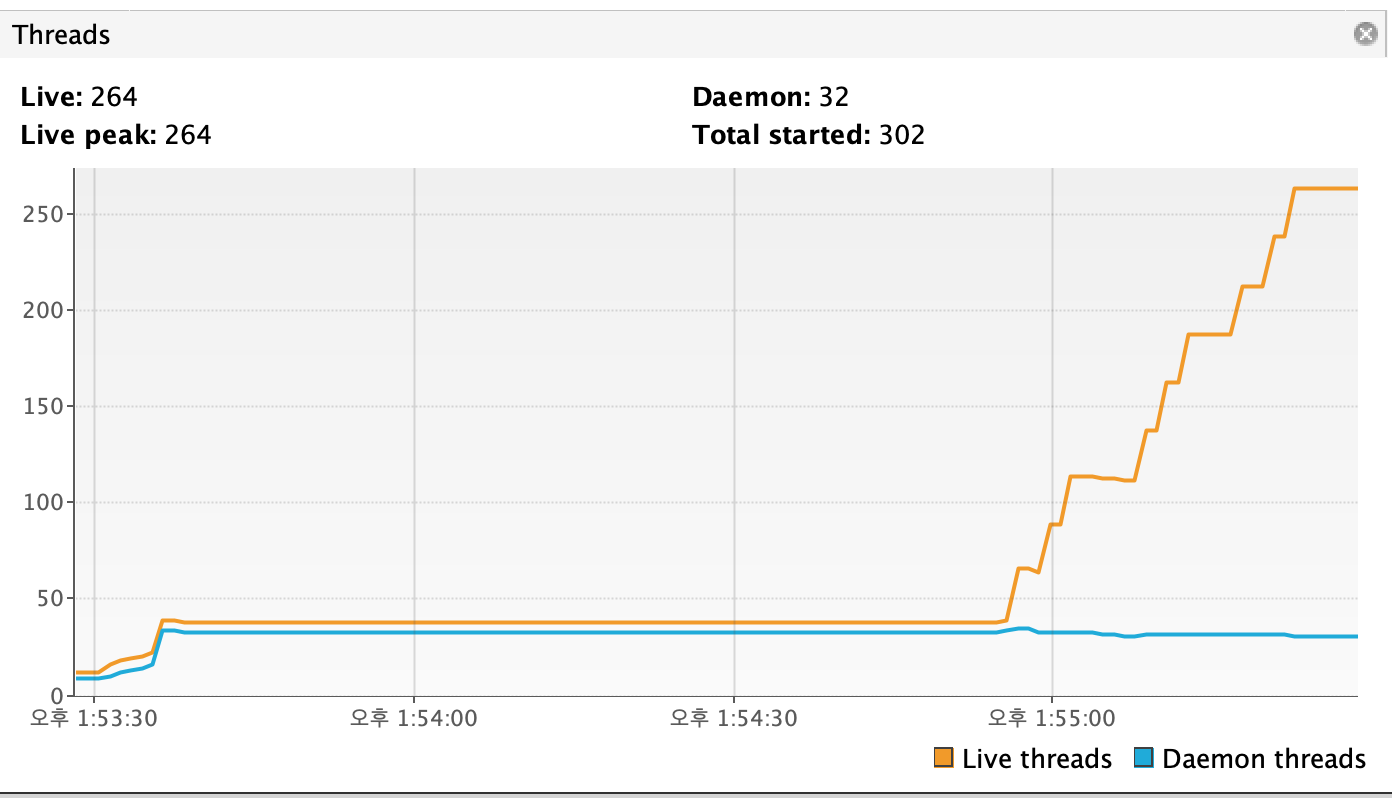 Threads
Live: 264 Daemon: 32
Live peak: 264 Total started: 302
250
200
150
100
50
0
오후 1:53:30 오후 1:54:00 오후 1:54:30 오후 1:55:00
Live threads Daemon threads